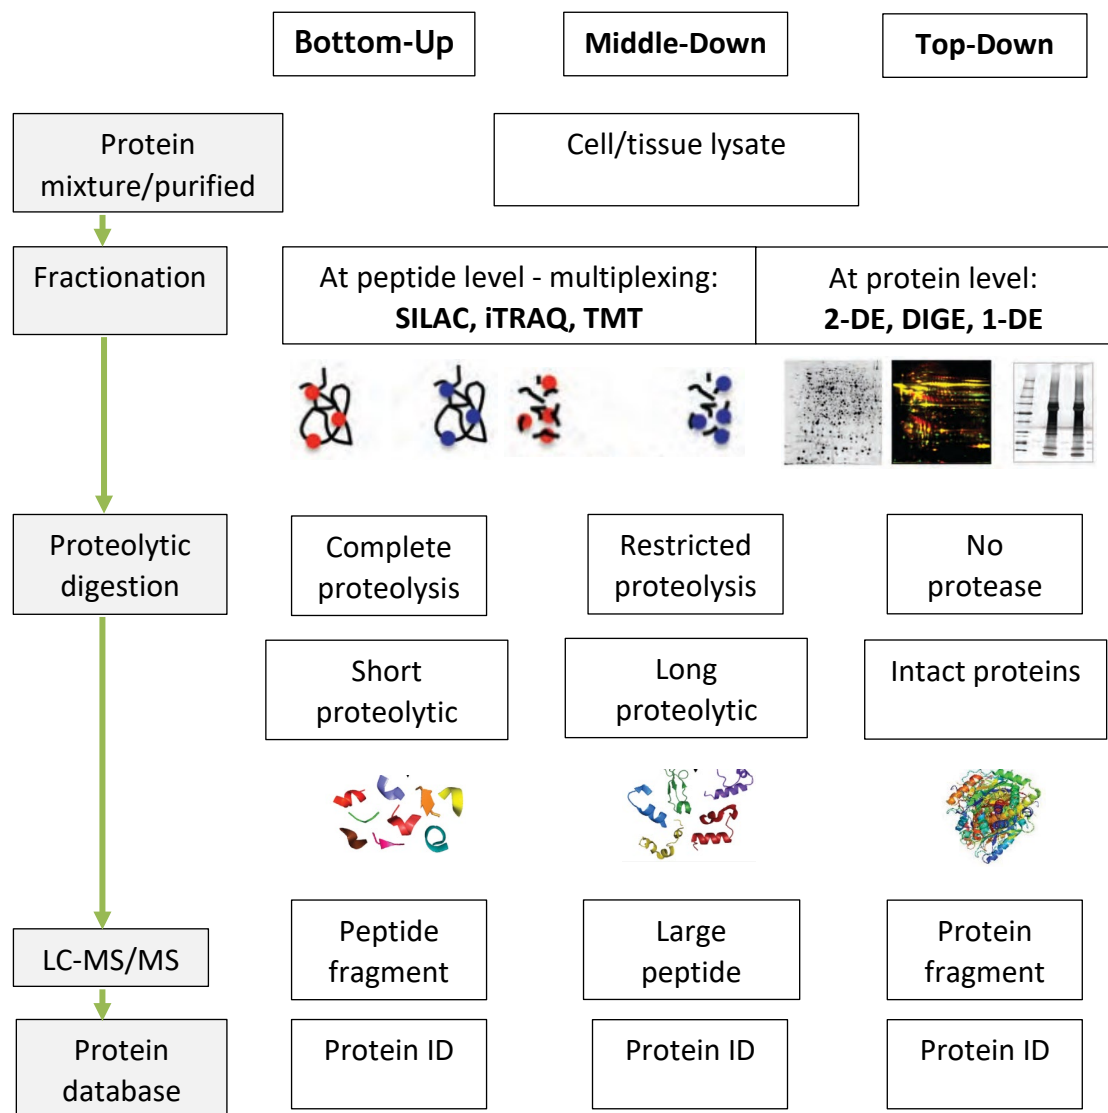 Bottom-Up
Middle-Down
Top-Down
Protein
mixture/purified
Cell/tissue lysate
Fractionation
At peptide level - multiplexing:
SILAC, iTRAQ, TMT
At protein level:
2-DE, DIGE, 1-DE
Proteolytic
digestion
Complete
proteolysis
Restricted
proteolysis
No
protease
Short
proteolytic
Long
proteolytic
Intact proteins
LC-MS/MS
Peptide
fragment
Large
peptide
Protein
fragment
Protein
database
Protein ID
Protein ID
Protein ID